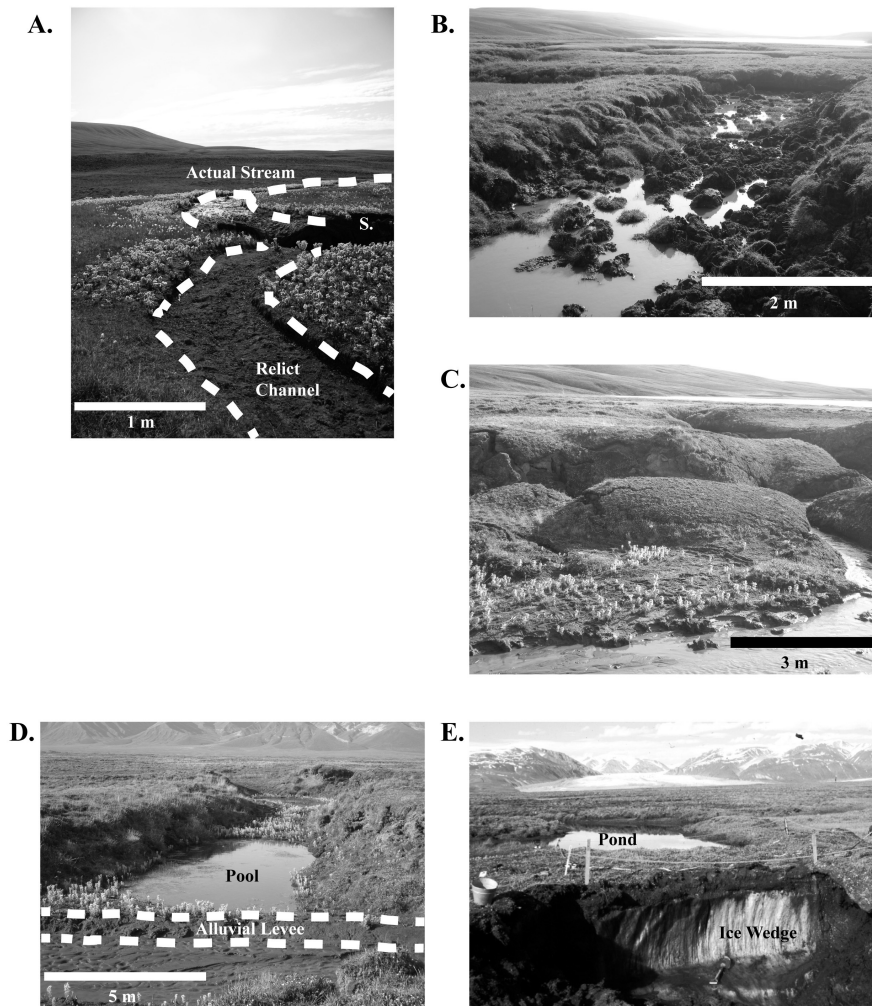 A.
Actual Stream
S.
Relict
Channel
1 m
B.
2 m
C.
3 m
D.
Pool
Alluvial Levee
5 m
E.
Pond
Ice Wedge